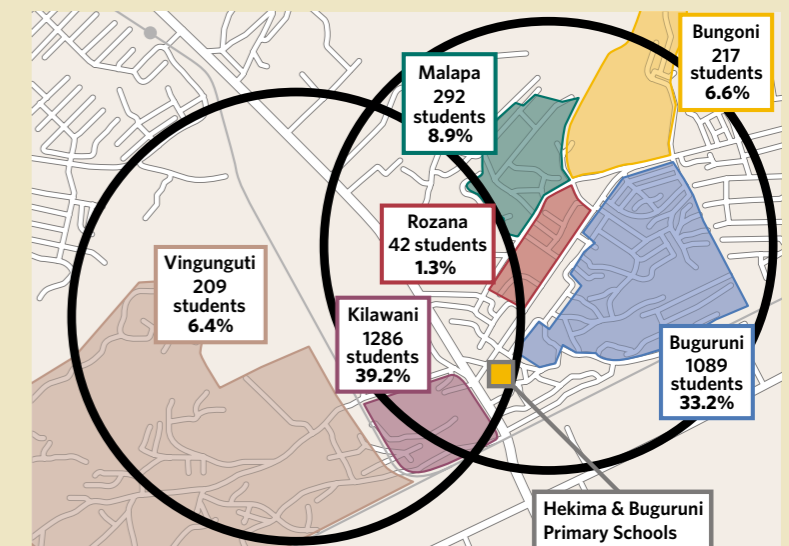 Bungoni
217
students
6.6%
Malapa
292
students
8.9%
Rozana
42 students
1.3%
Vingunguti
209
students
6.4%
Kilawani
1286
students
39.2%
Buguruni
1089
students
33.2%
Hekima & Buguruni
Primary Schools